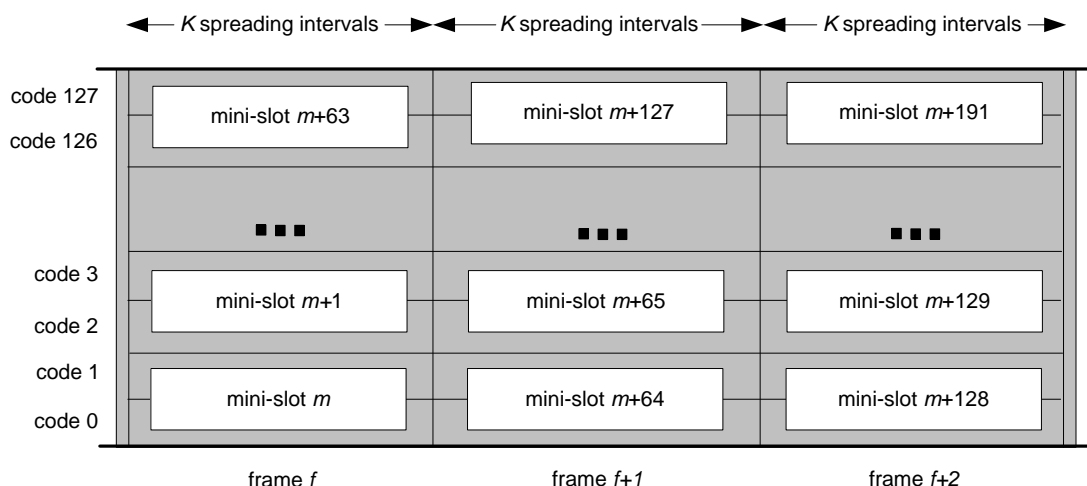 K spreading intervals K spreading intervals K spreading intervals
code 127
mini-slot m+63 mini-slot m+127 mini-slot m+191
code 126
code 3
mini-slot m+1 mini-slot m+65 mini-slot m+129
code 2
code 1
mini-slot m mini-slot m+64 mini-slot m+128
code 0
frame f frame f+1 frame f+2